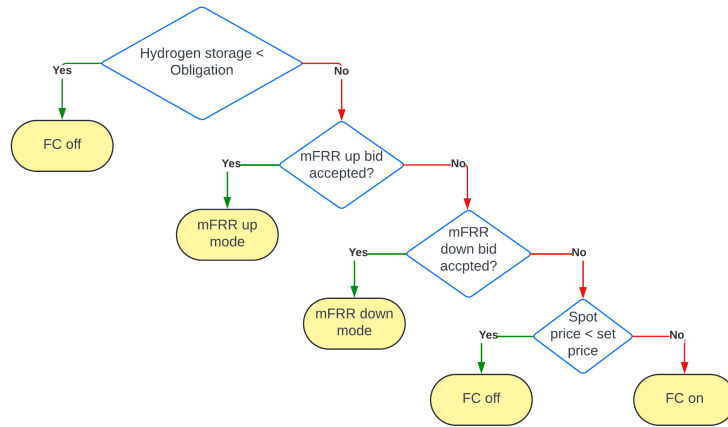 Hydrogen storage <
Obligation
Yes
No
FC off
mFRR up bid
accepted?
Yes
No
mFRR up
mode
mFRR
down bid
accpted?
Yes
No
mFRR down
mode
Spot
price < set
price
Yes
No
FC off
FC on